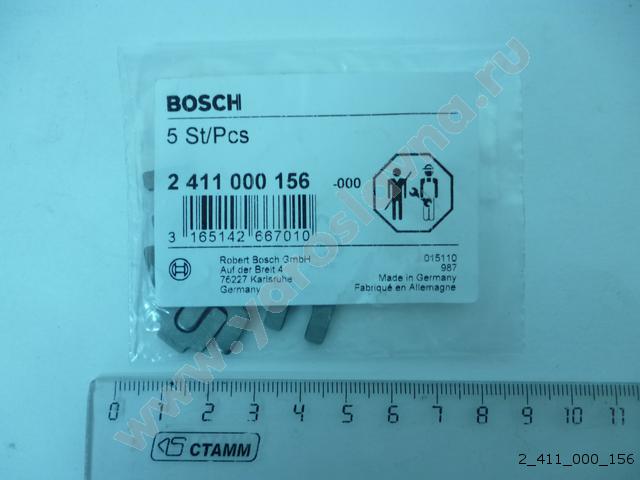 BOSCH
5 St/Pcs
2 411 000 156 -000
3 165142 667010
Robert Bosch GmbH
Auf der Breit 4
76227 Karlsruhe
Germany
015110
987
Made in Germany
Fabriqué en Allemagne
www.yaroslavna.ru
0 1 2 3 4 5 6 7 8 9 10 11
СТАММ
2_411_000_156